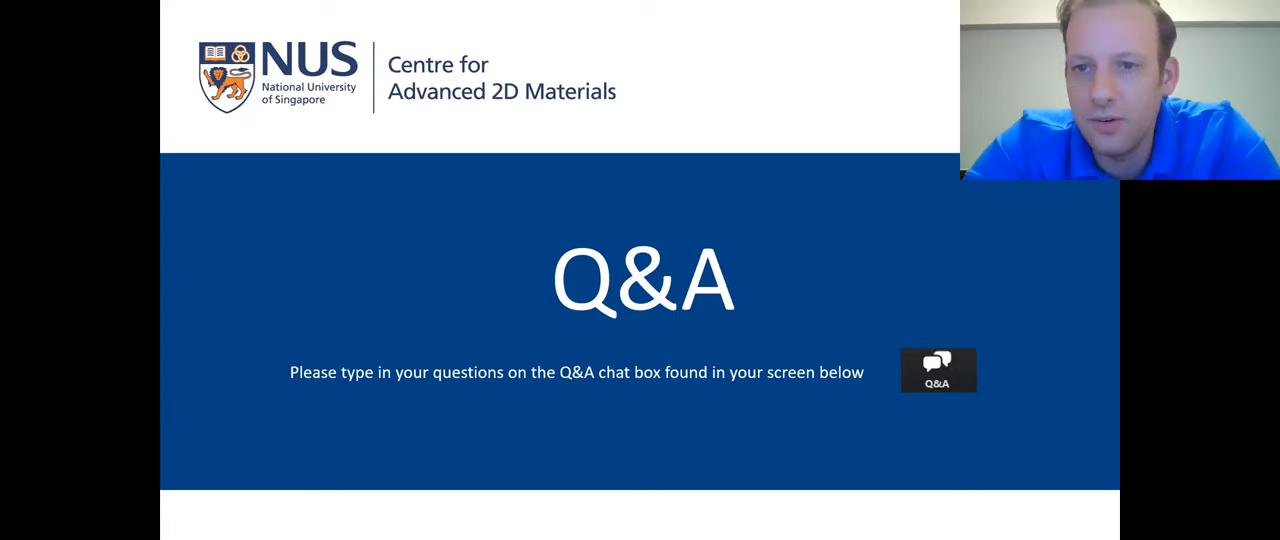 NUS
National University
of Singapore
Centre for
Advanced 2D Materials
Q&A
Please type in your questions on the Q&A chat box found in your screen below
Q&A